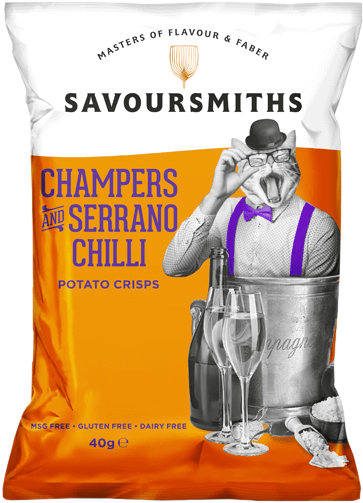 MASTERS OF FLAVOUR & FABER
SAVOURSMITHS
CHAMPERS
AND SERRANO
CHILLI
POTATO CRISPS
MSG FREE • GLUTEN FREE • DAIRY FREE
40g ℮